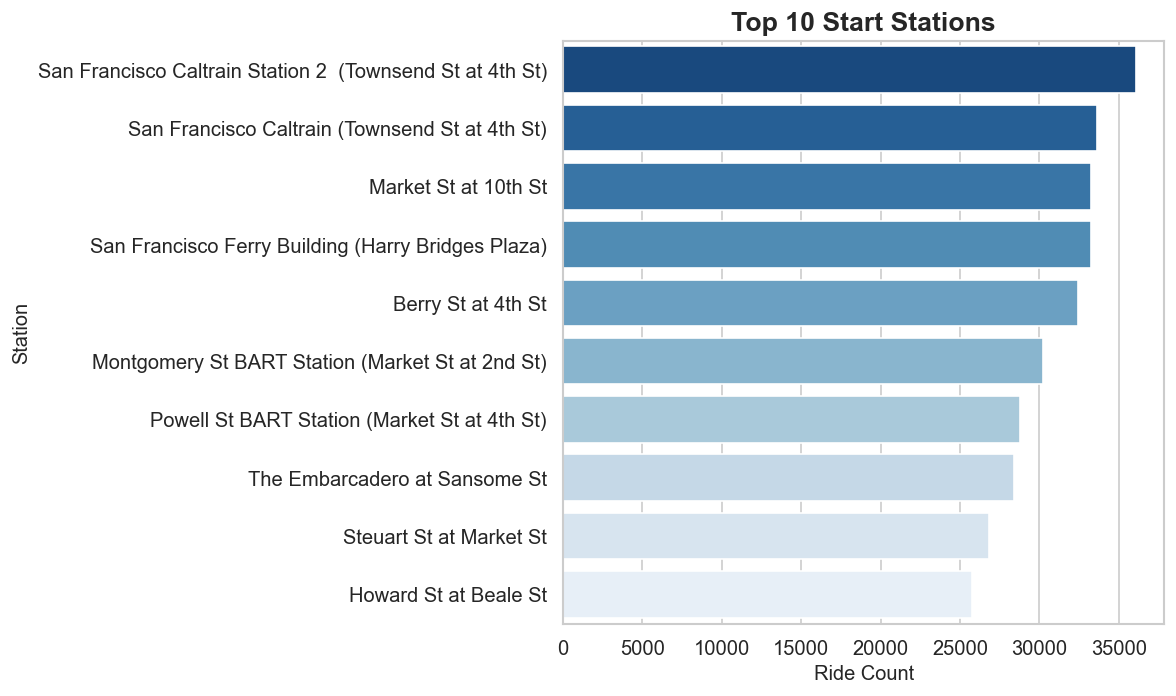 Top 10 Start Stations
San Francisco Caltrain Station 2  (Townsend St at 4th St)
San Francisco Caltrain (Townsend St at 4th St)
Market St at 10th St
San Francisco Ferry Building (Harry Bridges Plaza)
Berry St at 4th St
Montgomery St BART Station (Market St at 2nd St)
Powell St BART Station (Market St at 4th St)
The Embarcadero at Sansome St
Steuart St at Market St
Howard St at Beale St
Station
0 5000 10000 15000 20000 25000 30000 35000
Ride Count